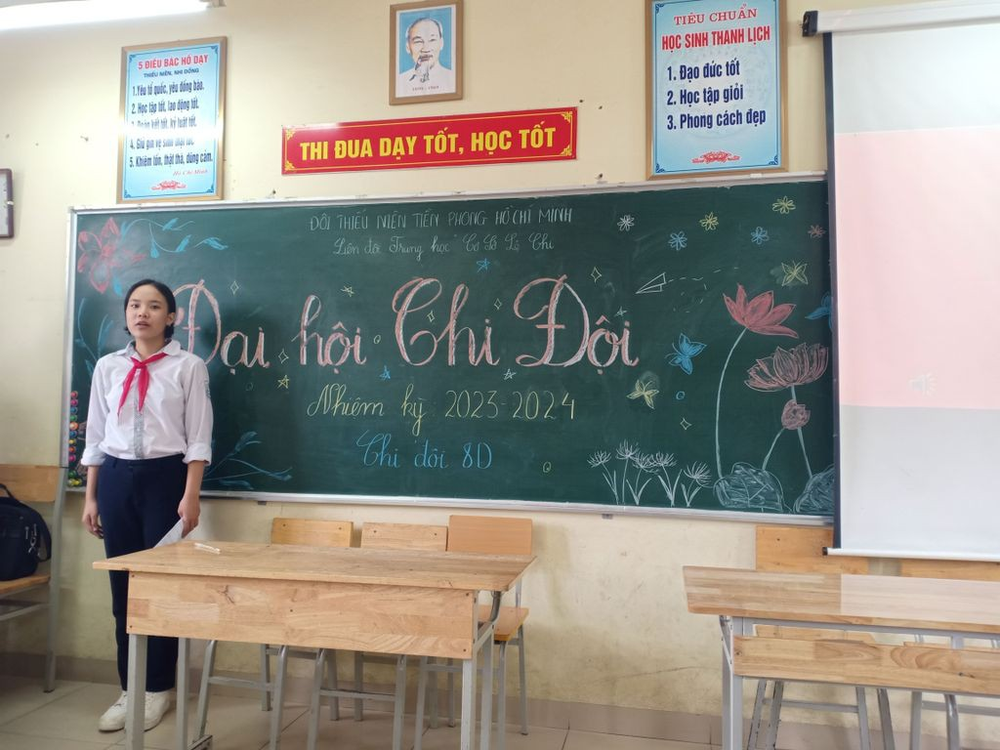 5 ĐIỀU BÁC HỒ DẠY
THIẾU NIÊN, NHI ĐỒNG
1. Yêu tổ quốc, yêu đồng bào.
2. Học tập tốt, lao động tốt.
3. Đoàn kết tốt, kỷ luật tốt.
4. Giữ gìn vệ sinh thật tốt.
5. Khiêm tốn, thật thà, dũng cảm.
Hồ Chí Minh
THI ĐUA DẠY TỐT, HỌC TỐT
TIÊU CHUẨN
HỌC SINH THANH LỊCH
1. Đạo đức tốt
2. Học tập giỏi
3. Phong cách đẹp
ĐỘI THIẾU NIÊN TIỀN PHONG HỒ CHÍ MINH
Liên đội Trung học Cơ Sở Lệ Chi
Đại hội Chi Đội
Nhiệm kỳ 2023-2024
Chi đội 8D